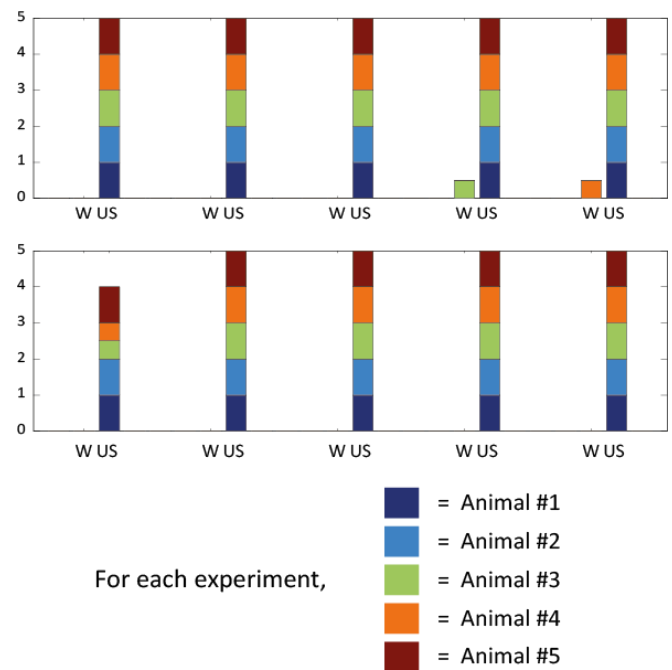 5
4
3
2
1
0
W US W US W US W US W US
5
4
3
2
1
0
W US W US W US W US W US
= Animal #1
= Animal #2
For each experiment, = Animal #3
= Animal #4
= Animal #5